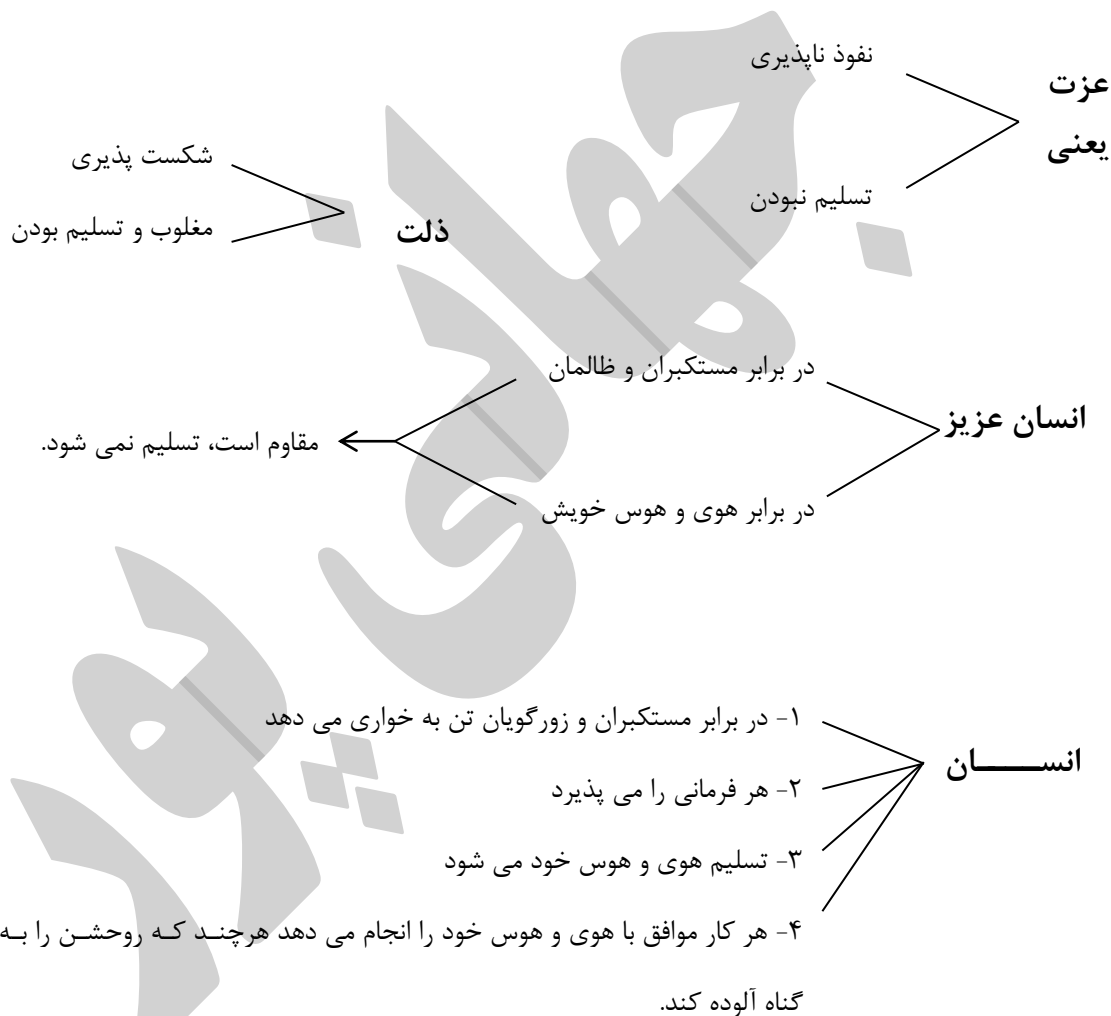 عزت
یعنی
نفوذ ناپذیری
تسلیم نبودن
ذلت
شکست پذیری
مغلوب و تسلیم بودن
انسان عزیز
در برابر مستکبران و ظالمان
در برابر هوی و هوس خویش
مقاوم است، تسلیم نمی شود.
انســـــان
۱- در برابر مستکبران و زورگویان تن به خواری می دهد
۲- هر فرمانی را می پذیرد
۳- تسلیم هوی و هوس خود می شود
۴- هر کار موافق با هوی و هوس خود را انجام می دهد هرچنـد کـه روحشـن را بـه
گناه آلوده کند.
جهانی پور